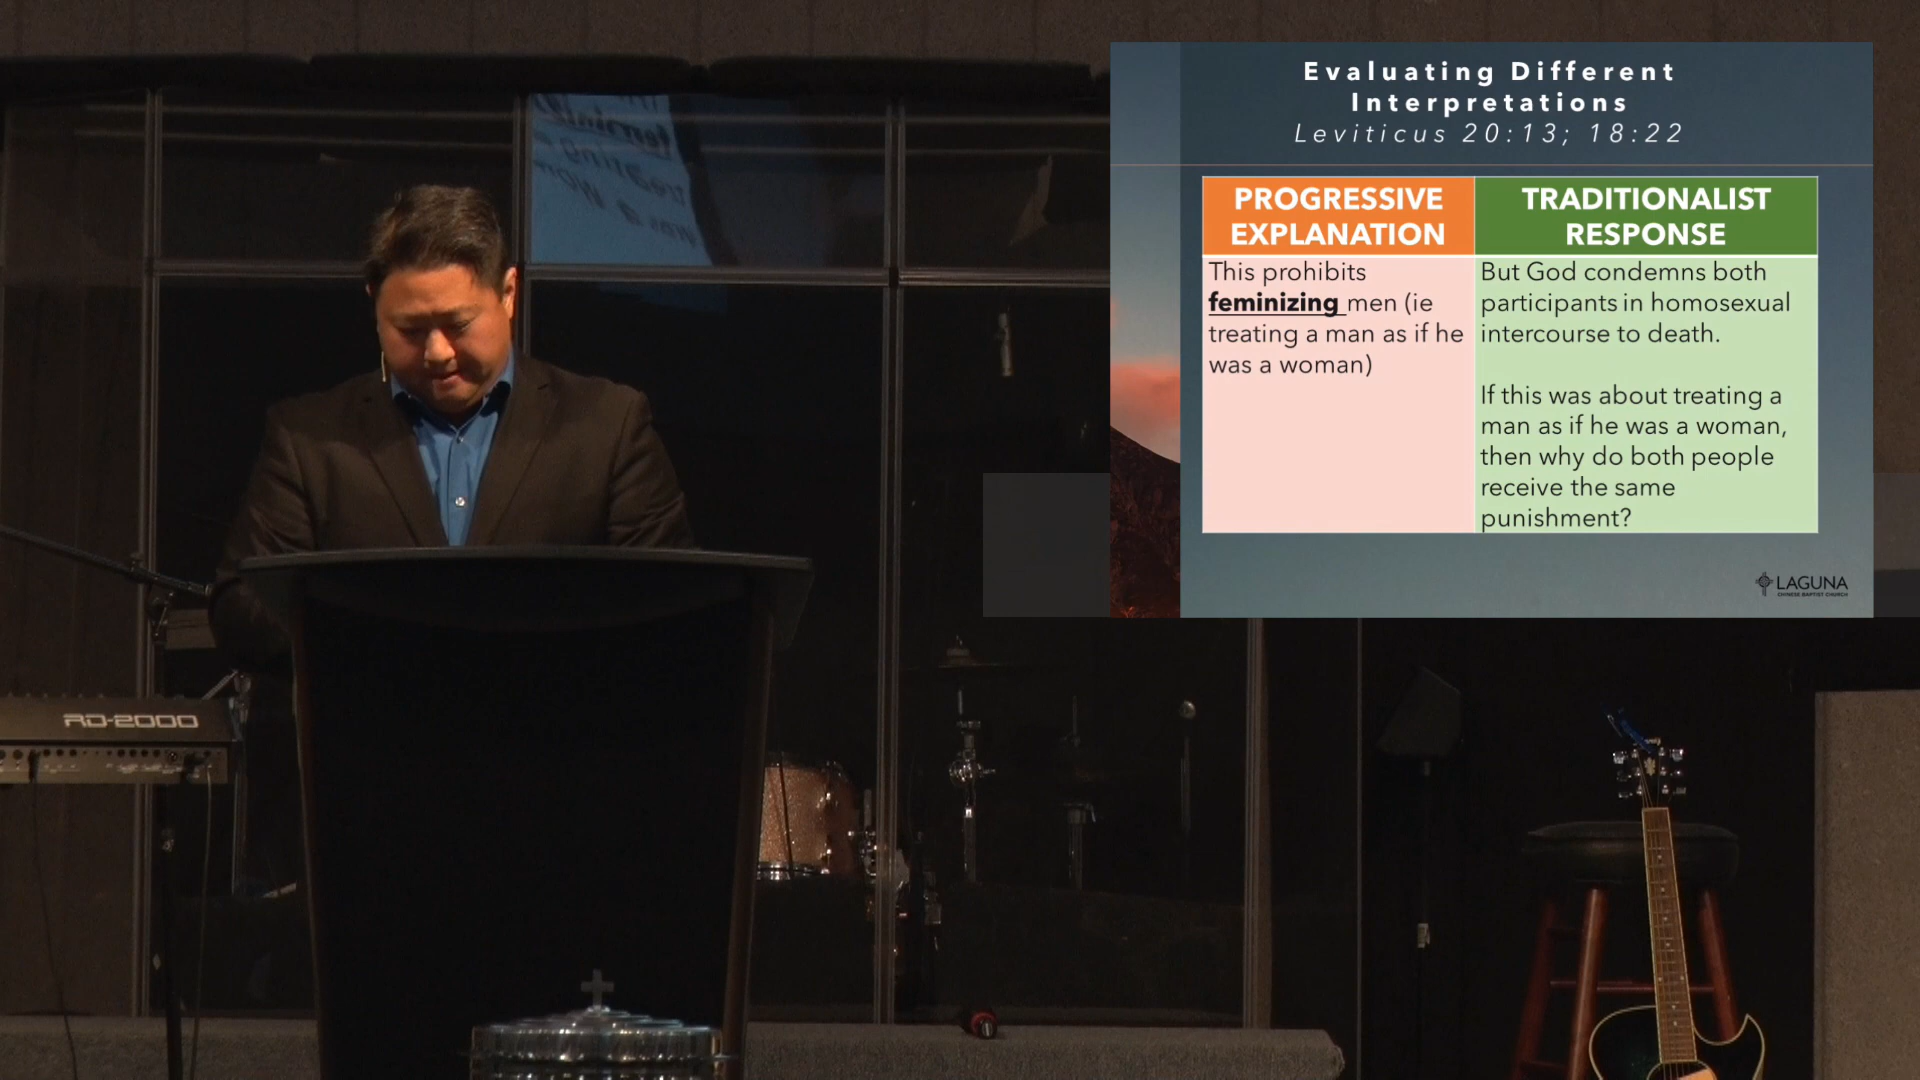 Evaluating Different
Interpretations
Leviticus 20:13; 18:22
PROGRESSIVE
EXPLANATION
TRADITIONALIST
RESPONSE
This prohibits
feminizing men (ie
treating a man as if he
was a woman)
But God condemns both
participants in homosexual
intercourse to death.
If this was about treating a
man as if he was a woman,
then why do both people
receive the same
punishment?
LAGUNA
CHINESE BAPTIST CHURCH
RD-2000